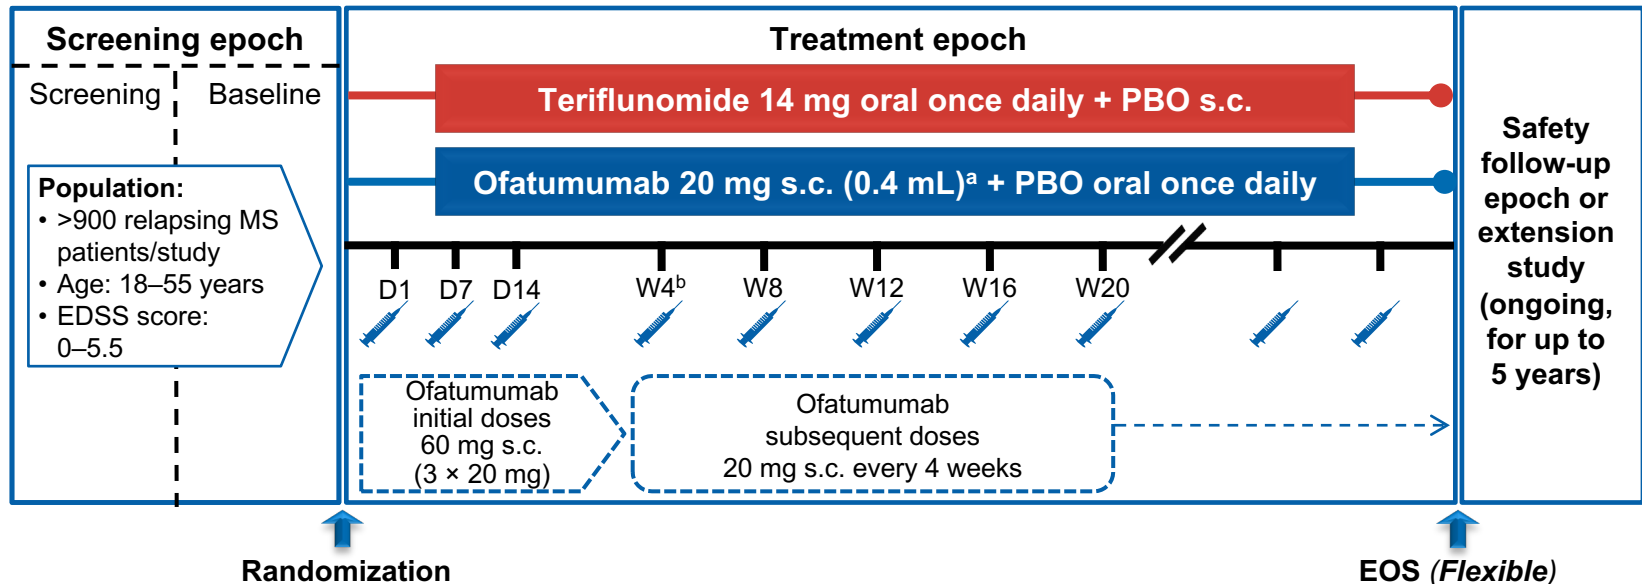 Screening epoch
Screening
Baseline
Population:
• >900 relapsing MS
patients/study
• Age: 18–55 years
• EDSS score:
0–5.5
Treatment epoch
Teriflunomide 14 mg oral once daily + PBO s.c.
Ofatumumab 20 mg s.c. (0.4 mL)ᵃ + PBO oral once daily
D1
D7
D14
W4ᵇ
W8
W12
W16
W20
Ofatumumab
initial doses
60 mg s.c.
(3 × 20 mg)
Ofatumumab
subsequent doses
20 mg s.c. every 4 weeks
Safety
follow-up
epoch or
extension
study
(ongoing,
for up to
5 years)
Randomization
EOS (Flexible)